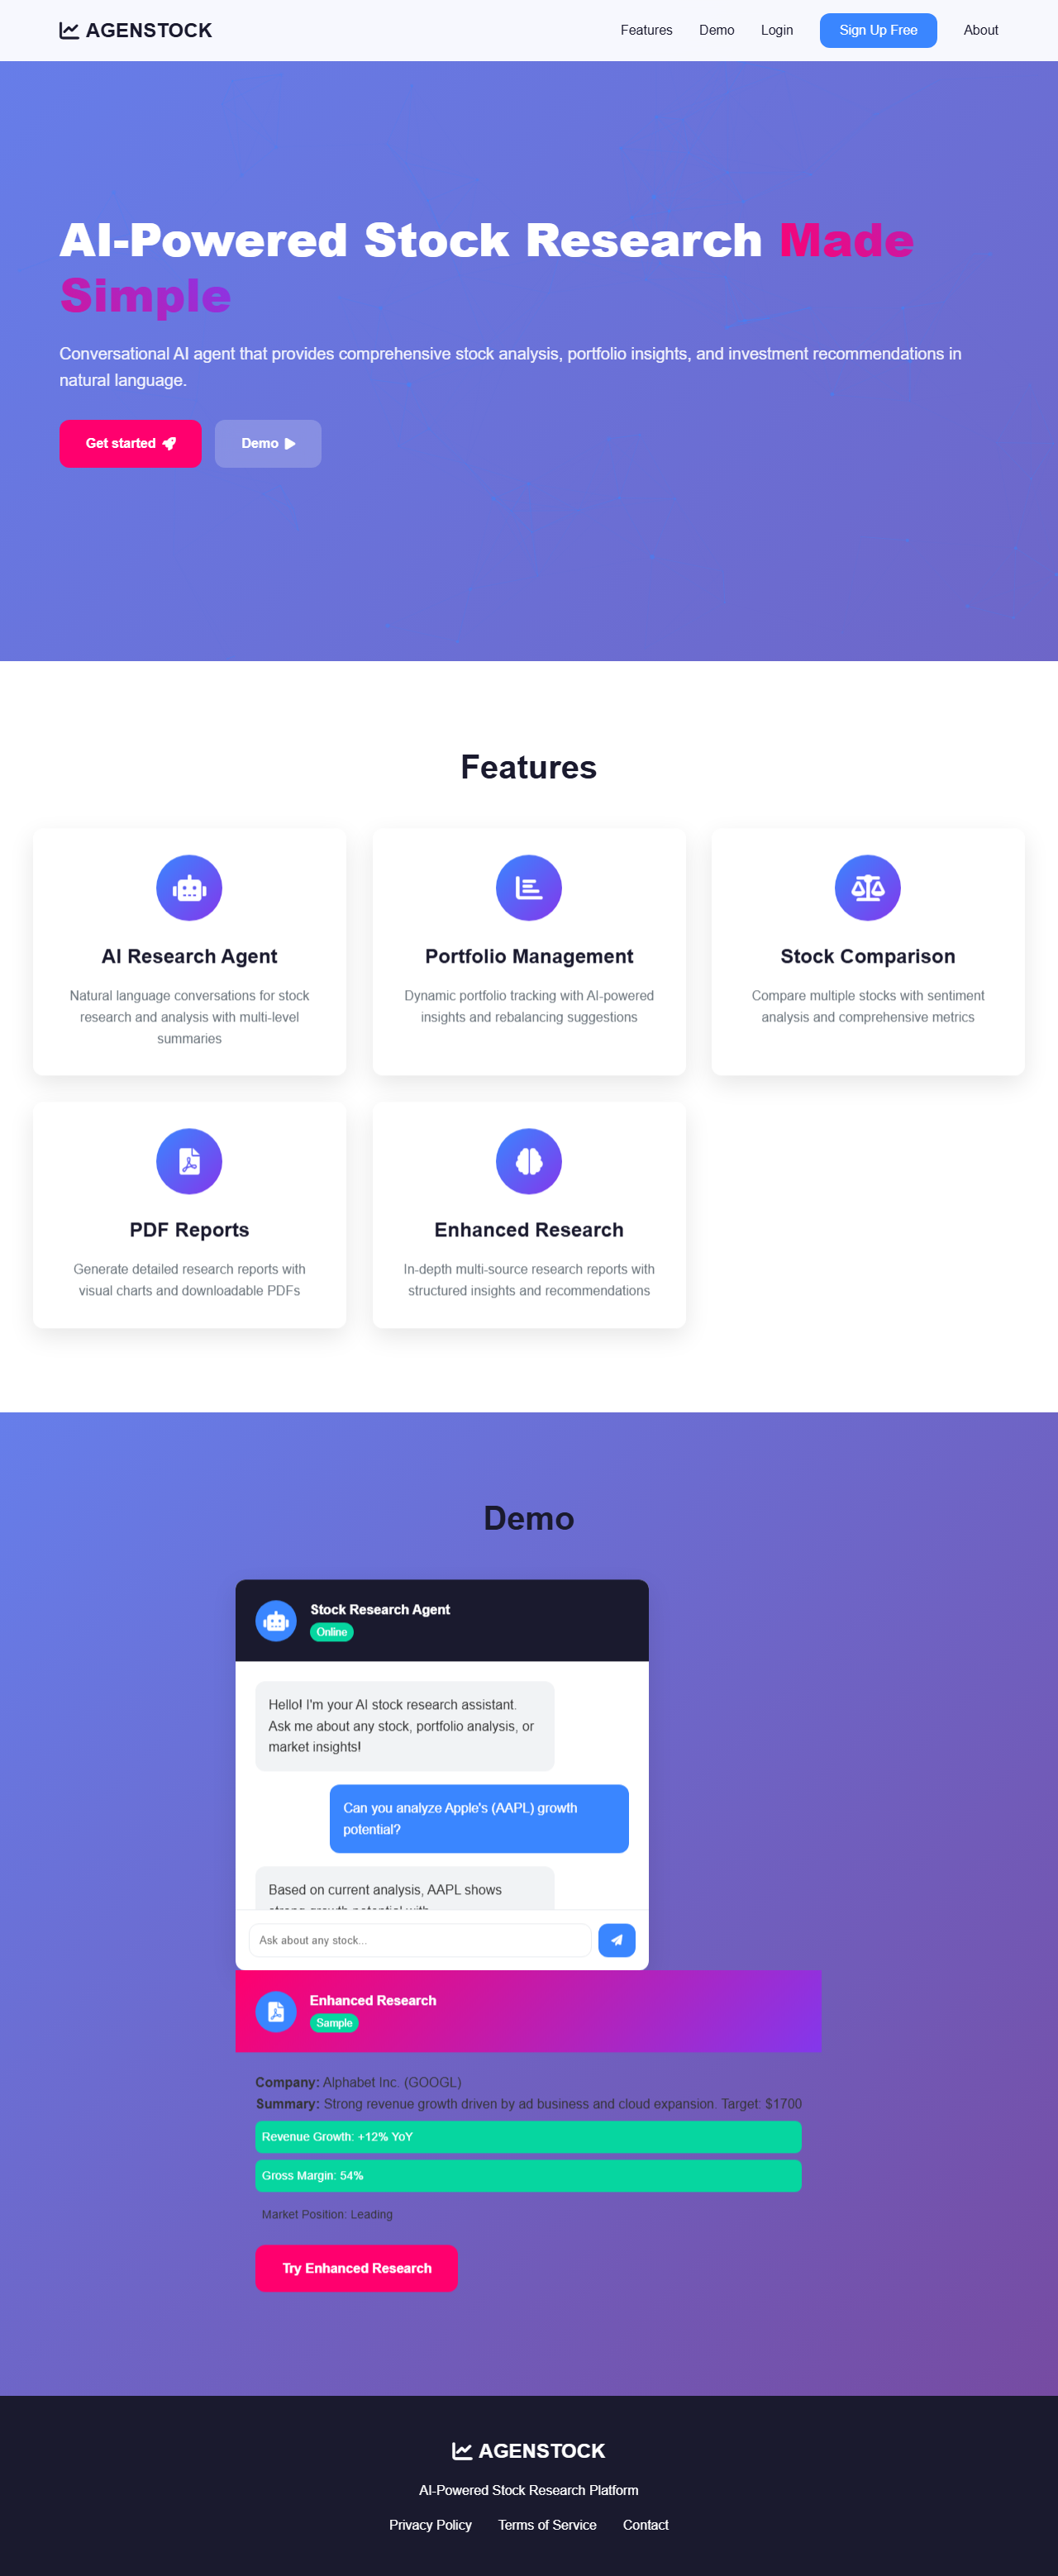 AGENSTOCK
Features
Demo
Login
Sign Up Free
About
AI-Powered Stock Research Made
Simple
Conversational AI agent that provides comprehensive stock analysis, portfolio insights, and investment recommendations in
natural language.
Get started
Demo
Features
AI Research Agent
Natural language conversations for stock
research and analysis with multi-level
summaries
Portfolio Management
Dynamic portfolio tracking with AI-powered
insights and rebalancing suggestions
Stock Comparison
Compare multiple stocks with sentiment
analysis and comprehensive metrics
PDF Reports
Generate detailed research reports with
visual charts and downloadable PDFs
Enhanced Research
In-depth multi-source research reports with
structured insights and recommendations
Demo
Stock Research Agent
Online
Hello! I'm your AI stock research assistant.
Ask me about any stock, portfolio analysis, or
market insights!
Can you analyze Apple's (AAPL) growth
potential?
Based on current analysis, AAPL shows
strong growth potential with
Ask about any stock...
Enhanced Research
Sample
Company: Alphabet Inc. (GOOGL)
Summary: Strong revenue growth driven by ad business and cloud expansion. Target: $1700
Revenue Growth: +12% YoY
Gross Margin: 54%
Market Position: Leading
Try Enhanced Research
AGENSTOCK
AI-Powered Stock Research Platform
Privacy Policy
Terms of Service
Contact